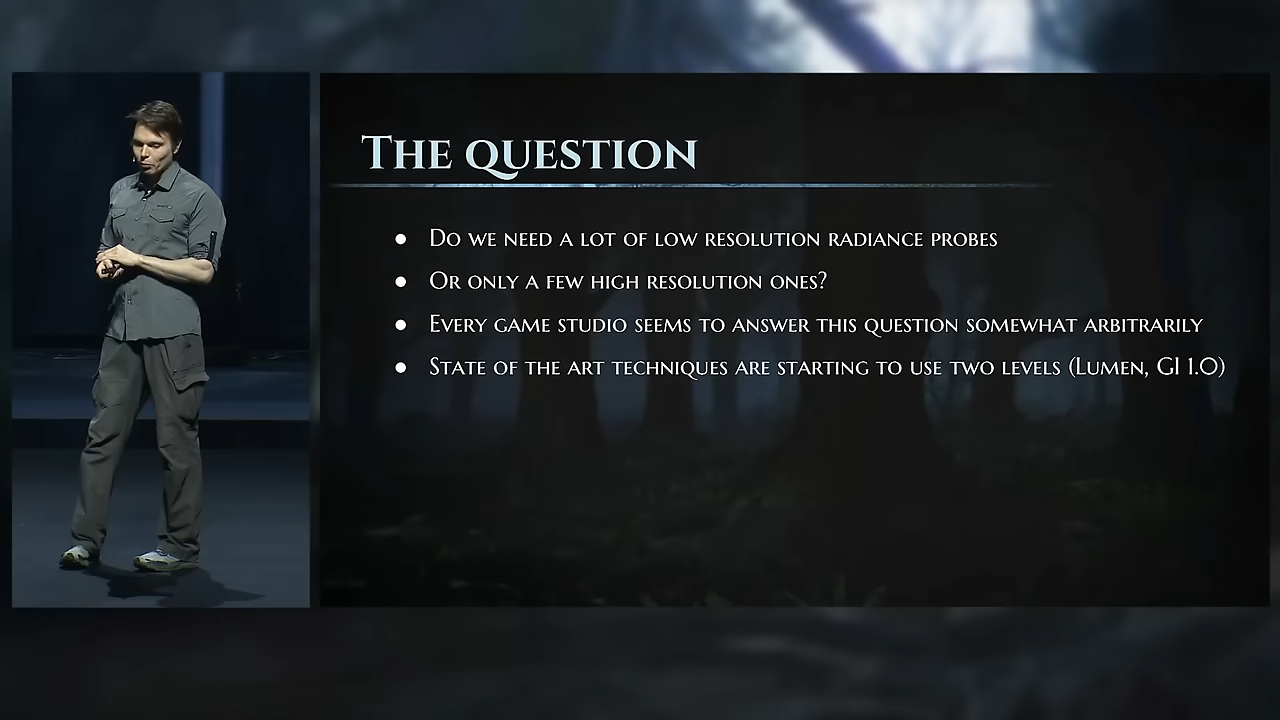 The question
Do we need a lot of low resolution radiance probes
Or only a few high resolution ones?
Every game studio seems to answer this question somewhat arbitrarily
State of the art techniques are starting to use two levels (Lumen, GI 1.0)